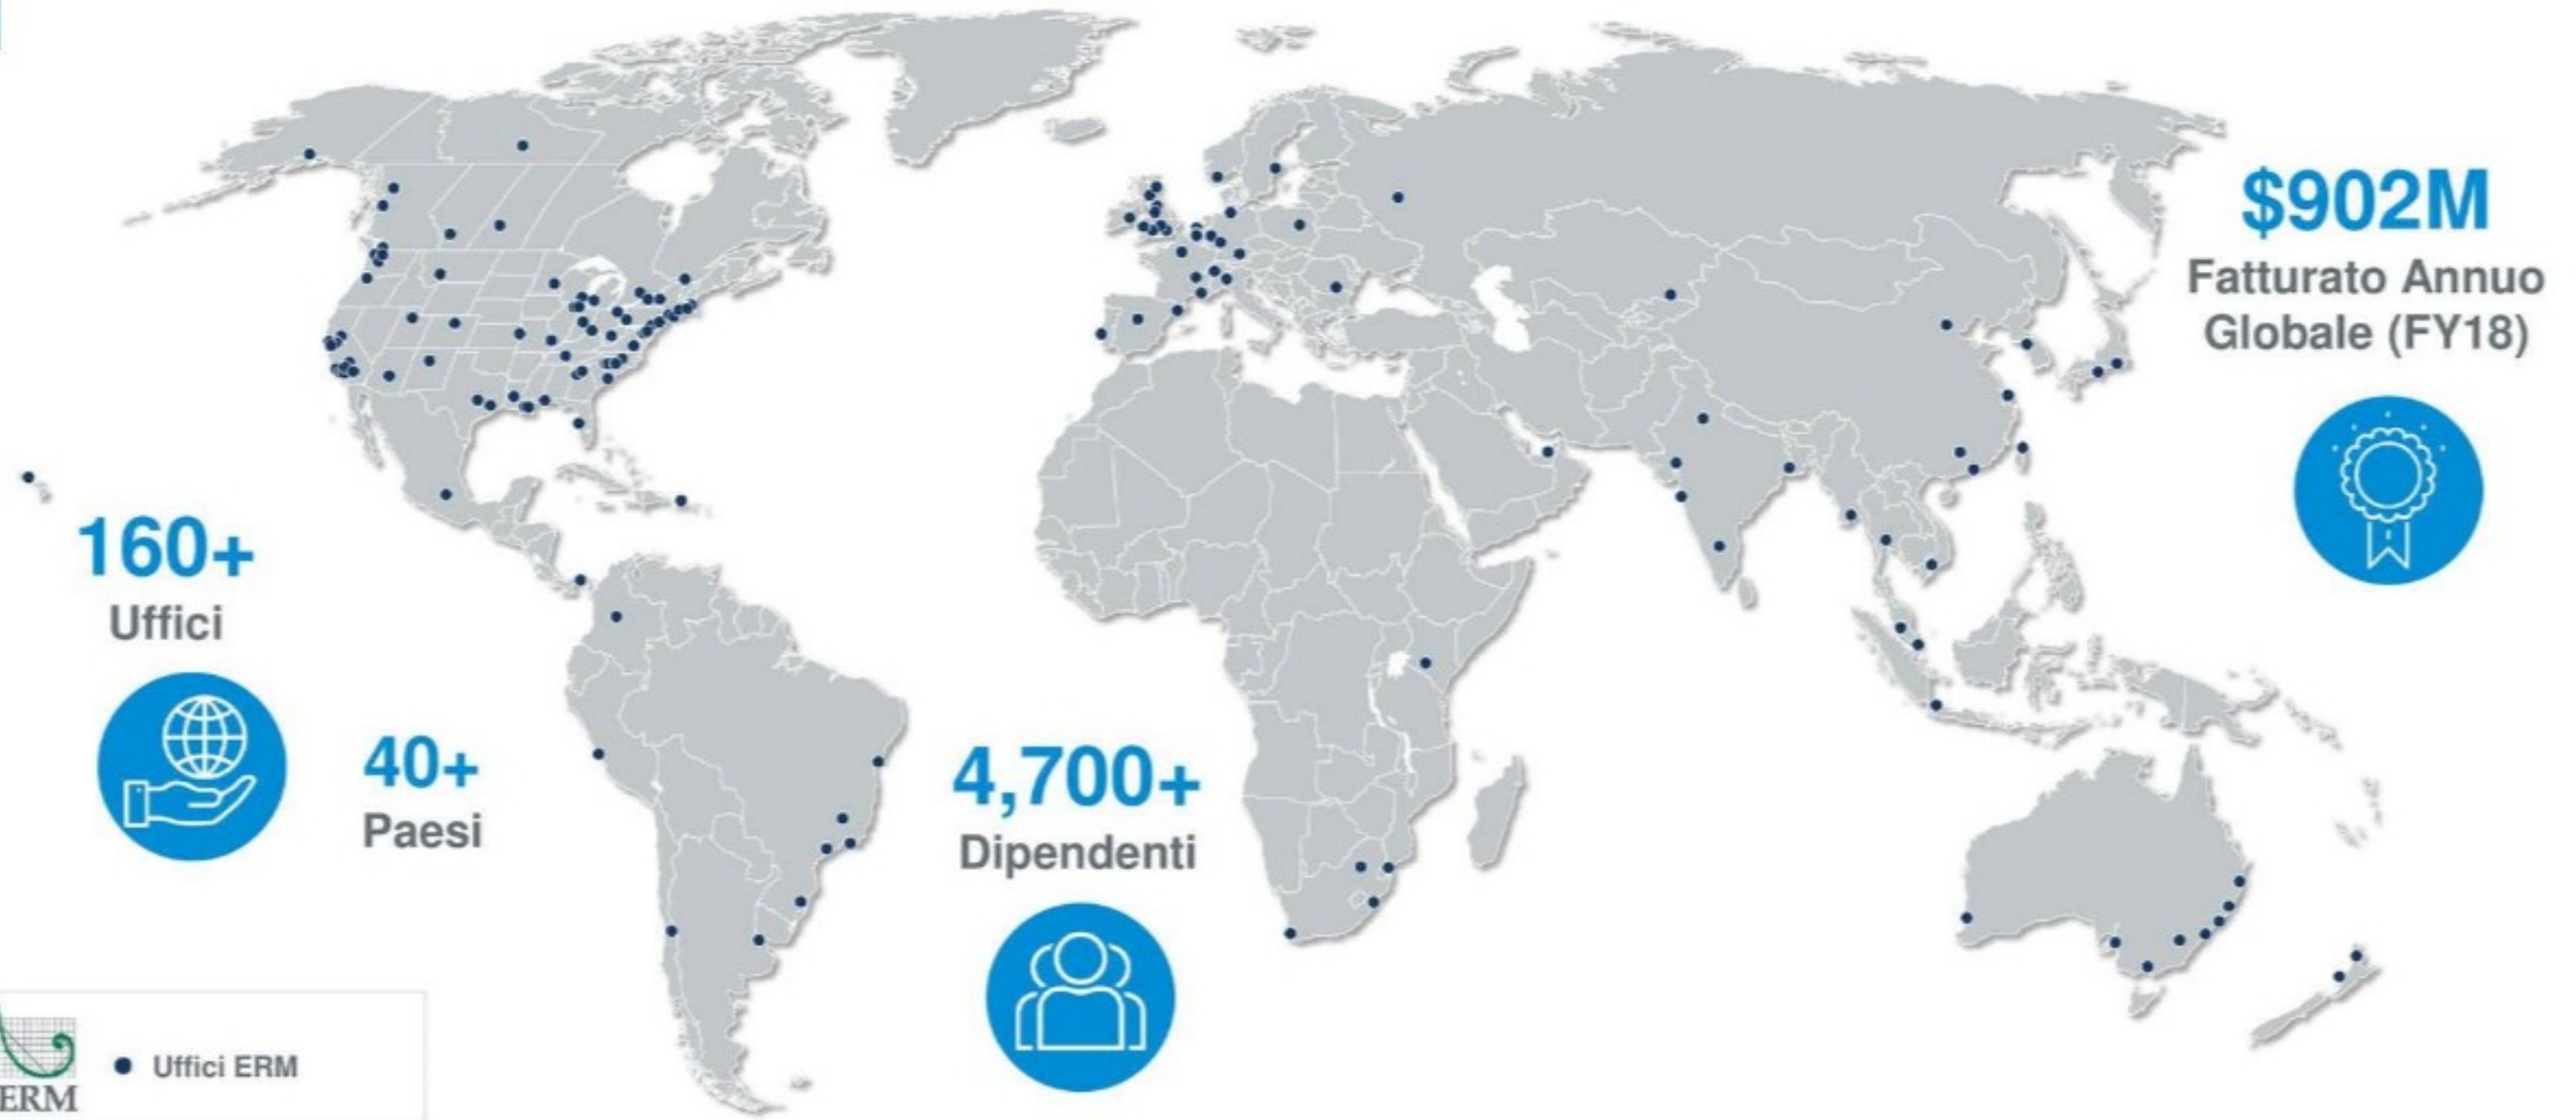 $902M
Fatturato Annuo
Globale (FY18)
160+
Uffici
40+
Paesi
4,700+
Dipendenti
ERM
Uffici ERM